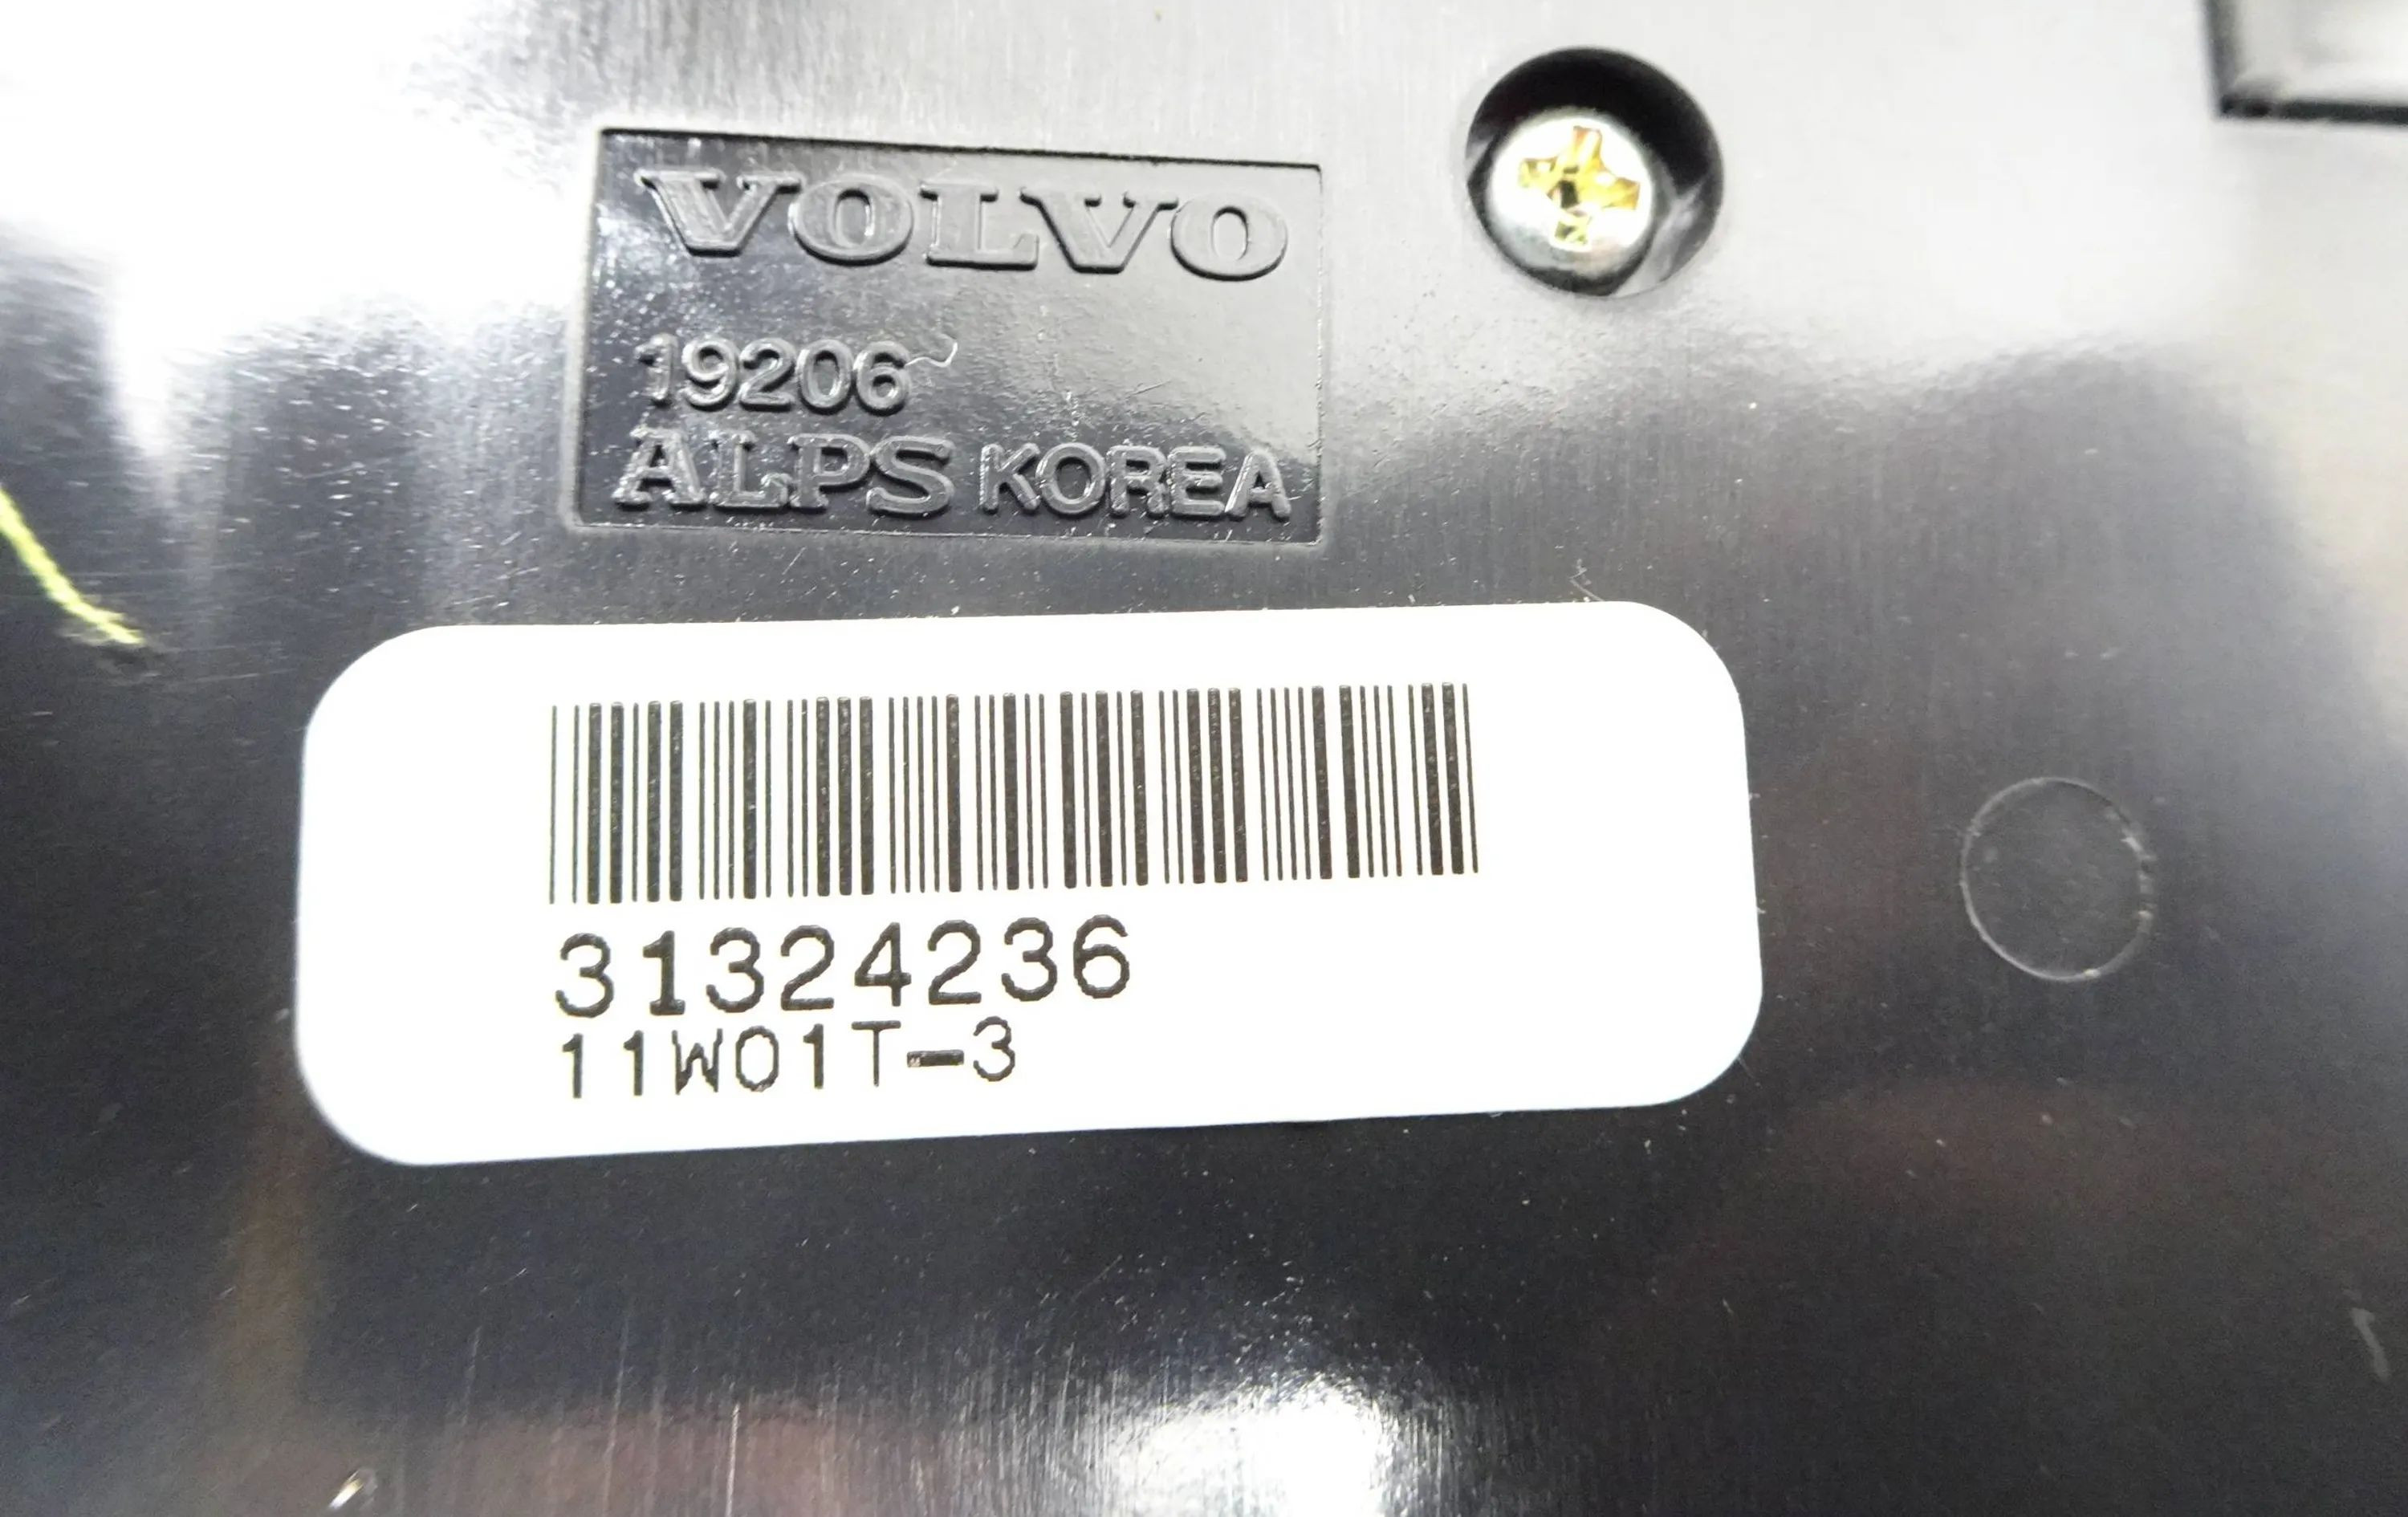 VOLVO
19206
ALPS KOREA
31324236
11W01T-3